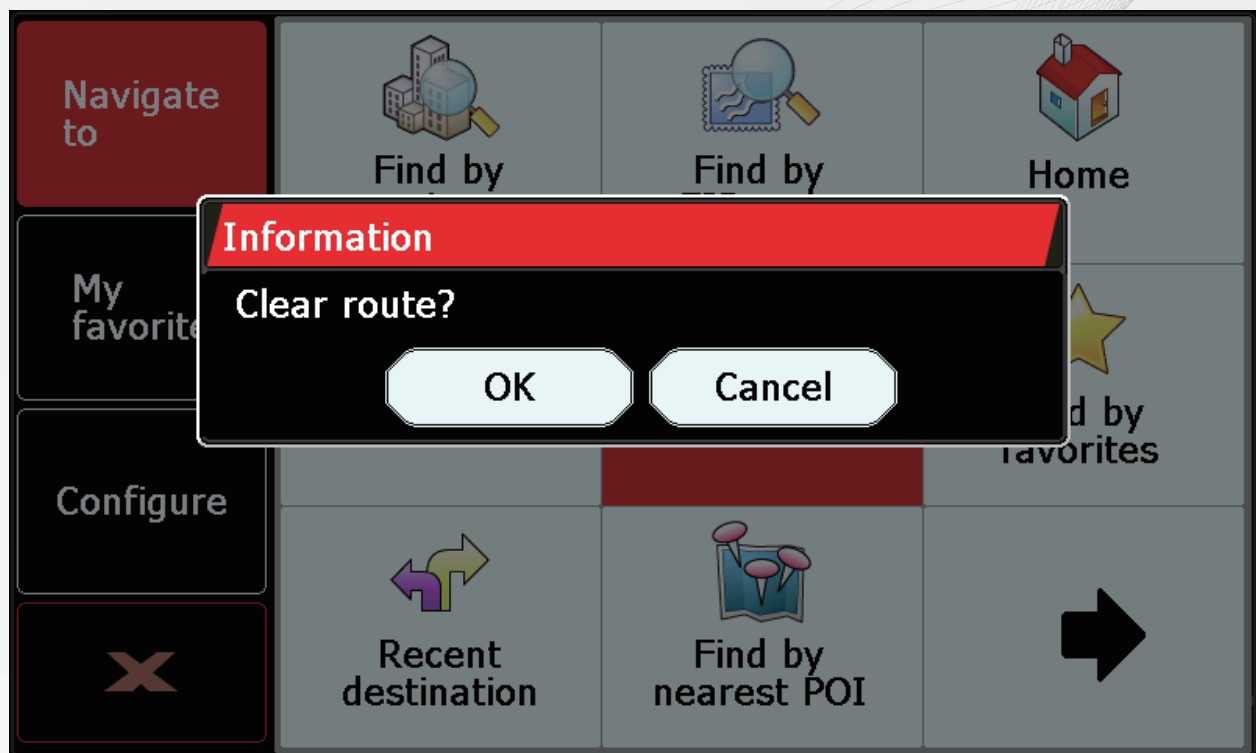 Navigate
to
Find by
Find by
Home
Information
My
Clear route?
OK
Cancel
by
favorites
Configure
Recent
destination
Find by
nearest POI